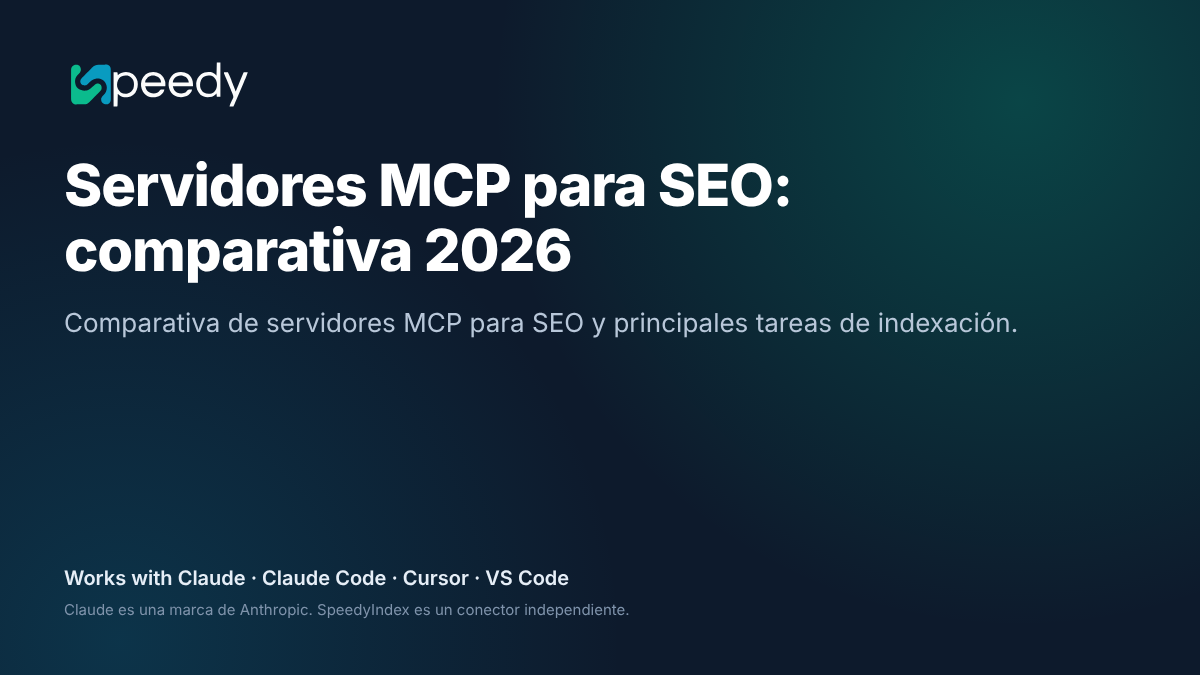 Speedy
Servidores MCP para SEO:
comparativa 2026
Comparativa de servidores MCP para SEO y principales tareas de indexación.
Works with Claude · Claude Code · Cursor · VS Code
Claude es una marca de Anthropic. SpeedyIndex es un conector independiente.